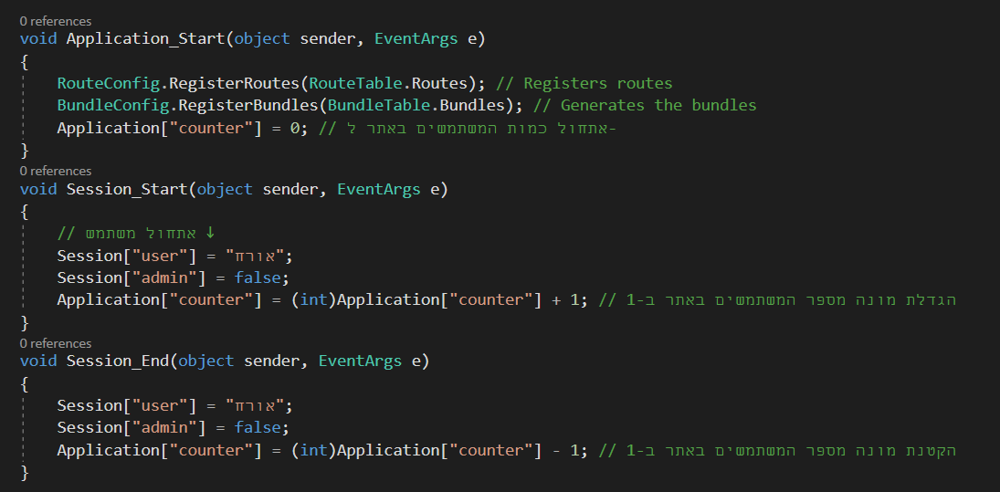 0 references
void Application_Start(object sender, EventArgs e)
{
RouteConfig.RegisterRoutes(RouteTable.Routes); // Registers routes
BundleConfig.RegisterBundles(BundleTable.Bundles); // Generates the bundles
Application["counter"] = 0; // אתחול כמות המשתמשים באתר ל-
}
0 references
void Session_Start(object sender, EventArgs e)
{
// אתחול משתמש ↓
Session["user"] = "אורח";
Session["admin"] = false;
Application["counter"] = (int)Application["counter"] + 1; // הגדלת מונה מספר המשתמשים באתר ב-1
}
0 references
void Session_End(object sender, EventArgs e)
{
Session["user"] = "אורח";
Session["admin"] = false;
Application["counter"] = (int)Application["counter"] - 1; // הקטנת מונה מספר המשתמשים באתר ב-1
}